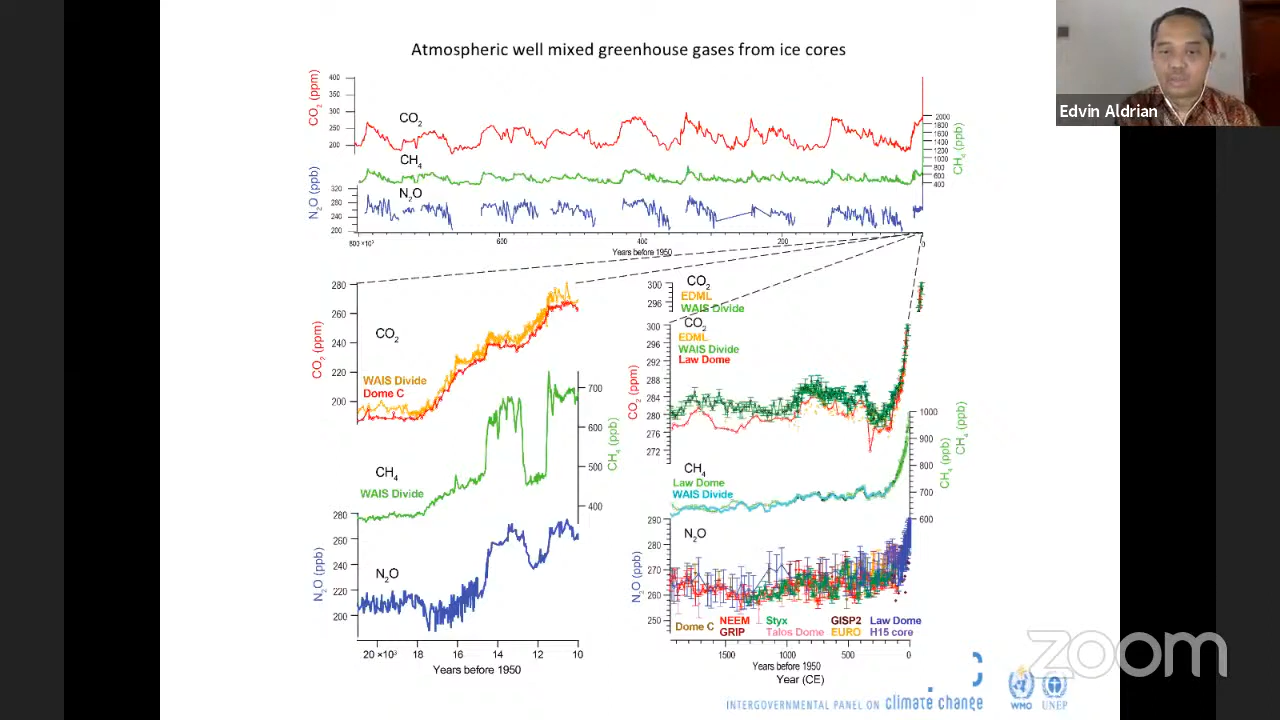 Atmospheric well mixed greenhouse gases from ice cores
Edvin Aldrian
CO₂ (ppm)
400
350
300
250
200
CO₂
CH₄
N₂O
2000
1800
1600
1400
1200
1000
800
600
400
CH₄ (ppb)
N₂O (ppb)
320
280
240
200
800 ×10³
600
400
200
0
Years before 1950
CO₂ (ppm)
280
260
240
220
200
CO₂
WAIS Divide
Dome C
700
600
500
400
CH₄ (ppb)
CH₄
WAIS Divide
N₂O (ppb)
280
260
240
220
200
N₂O
20 ×10³
18
16
14
12
10
Years before 1950
300
296
CO₂
EDML
WAIS Divide
CO₂
EDML
WAIS Divide
Law Dome
CO₂ (ppm)
300
296
292
288
284
280
276
272
1000
900
800
700
600
CH₄ (ppb)
CH₄ (ppb)
CH₄
Law Dome
WAIS Divide
N₂O (ppb)
290
280
270
260
250
N₂O
Dome C
NEEM
GRIP
Styx
Talos Dome
GISP2
EURO
Law Dome
H15 core
1500
1000
500
0
Years before 1950
Year (CE)
INTERGOVERNMENTAL PANEL ON climate change
WMO
UNEP
zoom